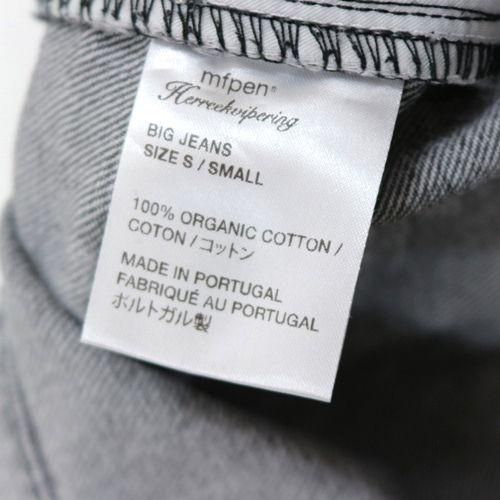 mfpen®
Herreekvipering
BIG JEANS
SIZE S / SMALL
100% ORGANIC COTTON /
COTON / コットン
MADE IN PORTUGAL
FABRIQUÉ AU PORTUGAL
ポルトガル製